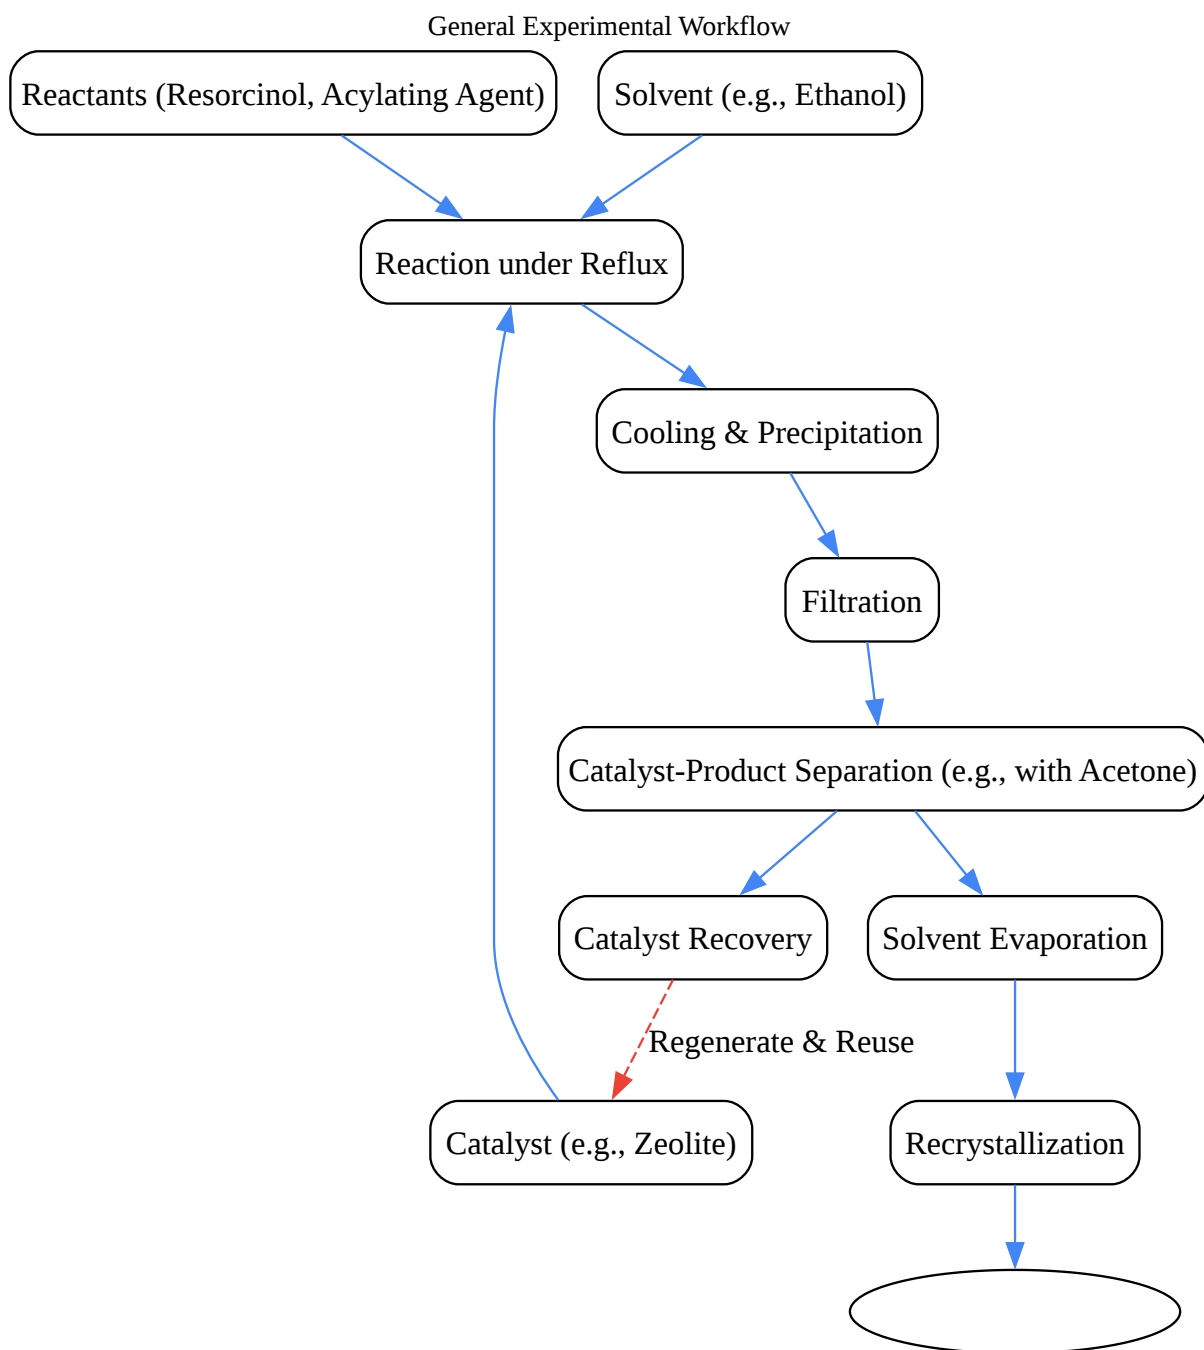 General Experimental Workflow
Reactants (Resorcinol, Acylating Agent)
Solvent (e.g., Ethanol)
Reaction under Reflux
Cooling & Precipitation
Filtration
Catalyst-Product Separation (e.g., with Acetone)
Catalyst Recovery
Solvent Evaporation
Regenerate & Reuse
Catalyst (e.g., Zeolite)
Recrystallization